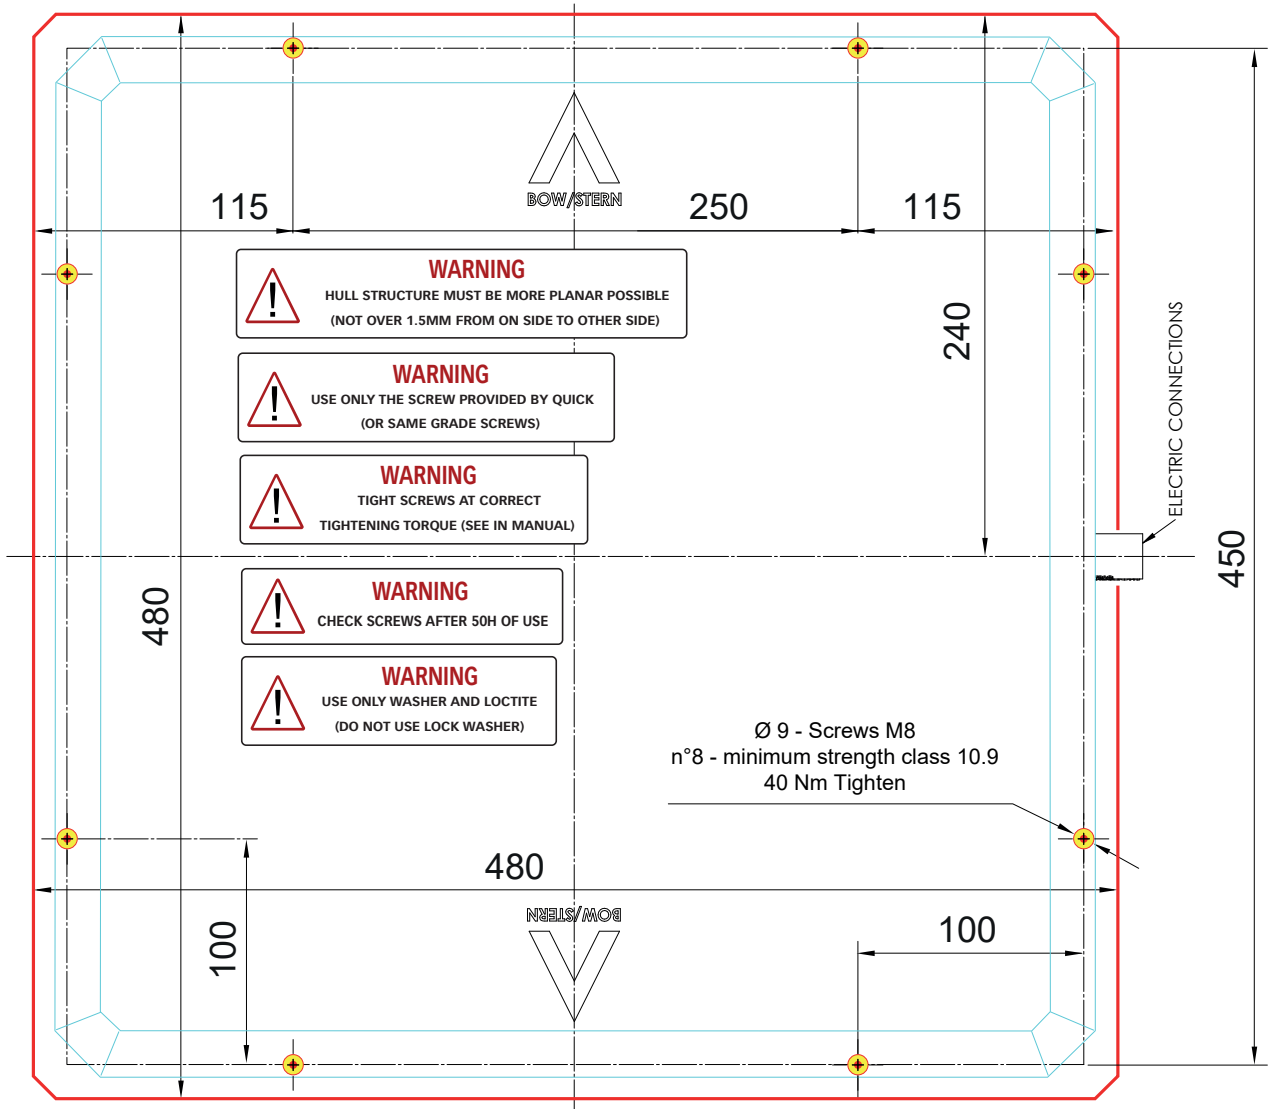 BOW/STERN
115
250
115
WARNING
HULL STRUCTURE MUST BE MORE PLANAR POSSIBLE
(NOT OVER 1.5MM FROM ON SIDE TO OTHER SIDE)
240
ELECTRIC CONNECTIONS
WARNING
USE ONLY THE SCREW PROVIDED BY QUICK
(OR SAME GRADE SCREWS)
WARNING
TIGHT SCREWS AT CORRECT
TIGHTENING TORQUE (SEE IN MANUAL)
450
480
WARNING
CHECK SCREWS AFTER 50H OF USE
WARNING
USE ONLY WASHER AND LOCTITE
(DO NOT USE LOCK WASHER)
Ø 9 - Screws M8
n°8 - minimum strength class 10.9
40 Nm Tighten
480
BOW/STERN
100
100